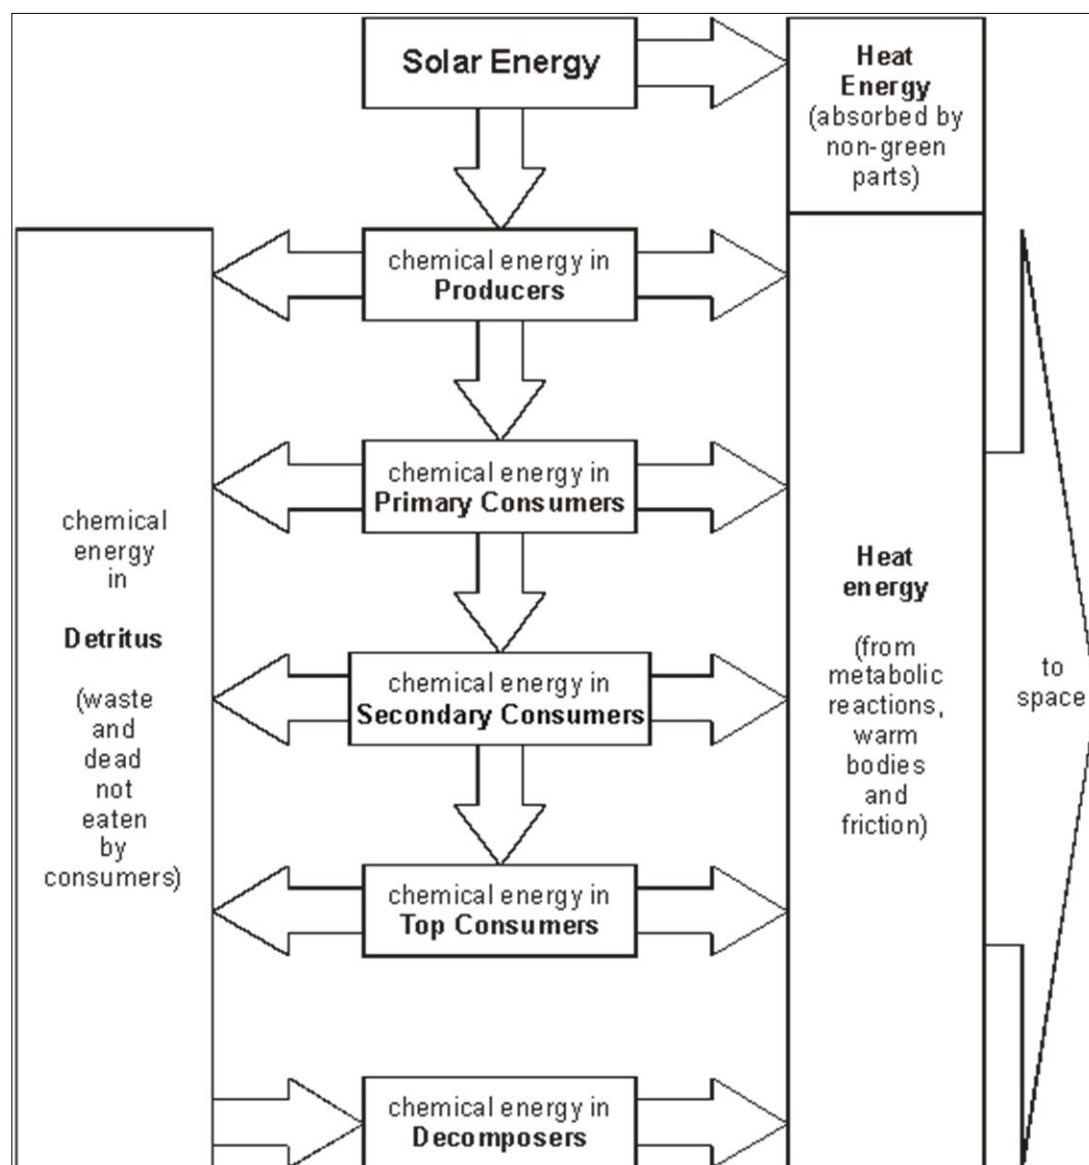 Solar Energy
Heat
Energy
(absorbed by
non-green
parts)
chemical energy in
Producers
chemical energy in
Primary Consumers
chemical
energy
in
Detritus
(waste
and
dead
not
eaten
by
consumers)
Heat
energy
(from
metabolic
reactions,
warm
bodies
and
friction)
to
space
chemical energy in
Secondary Consumers
chemical energy in
Top Consumers
chemical energy in
Decomposers